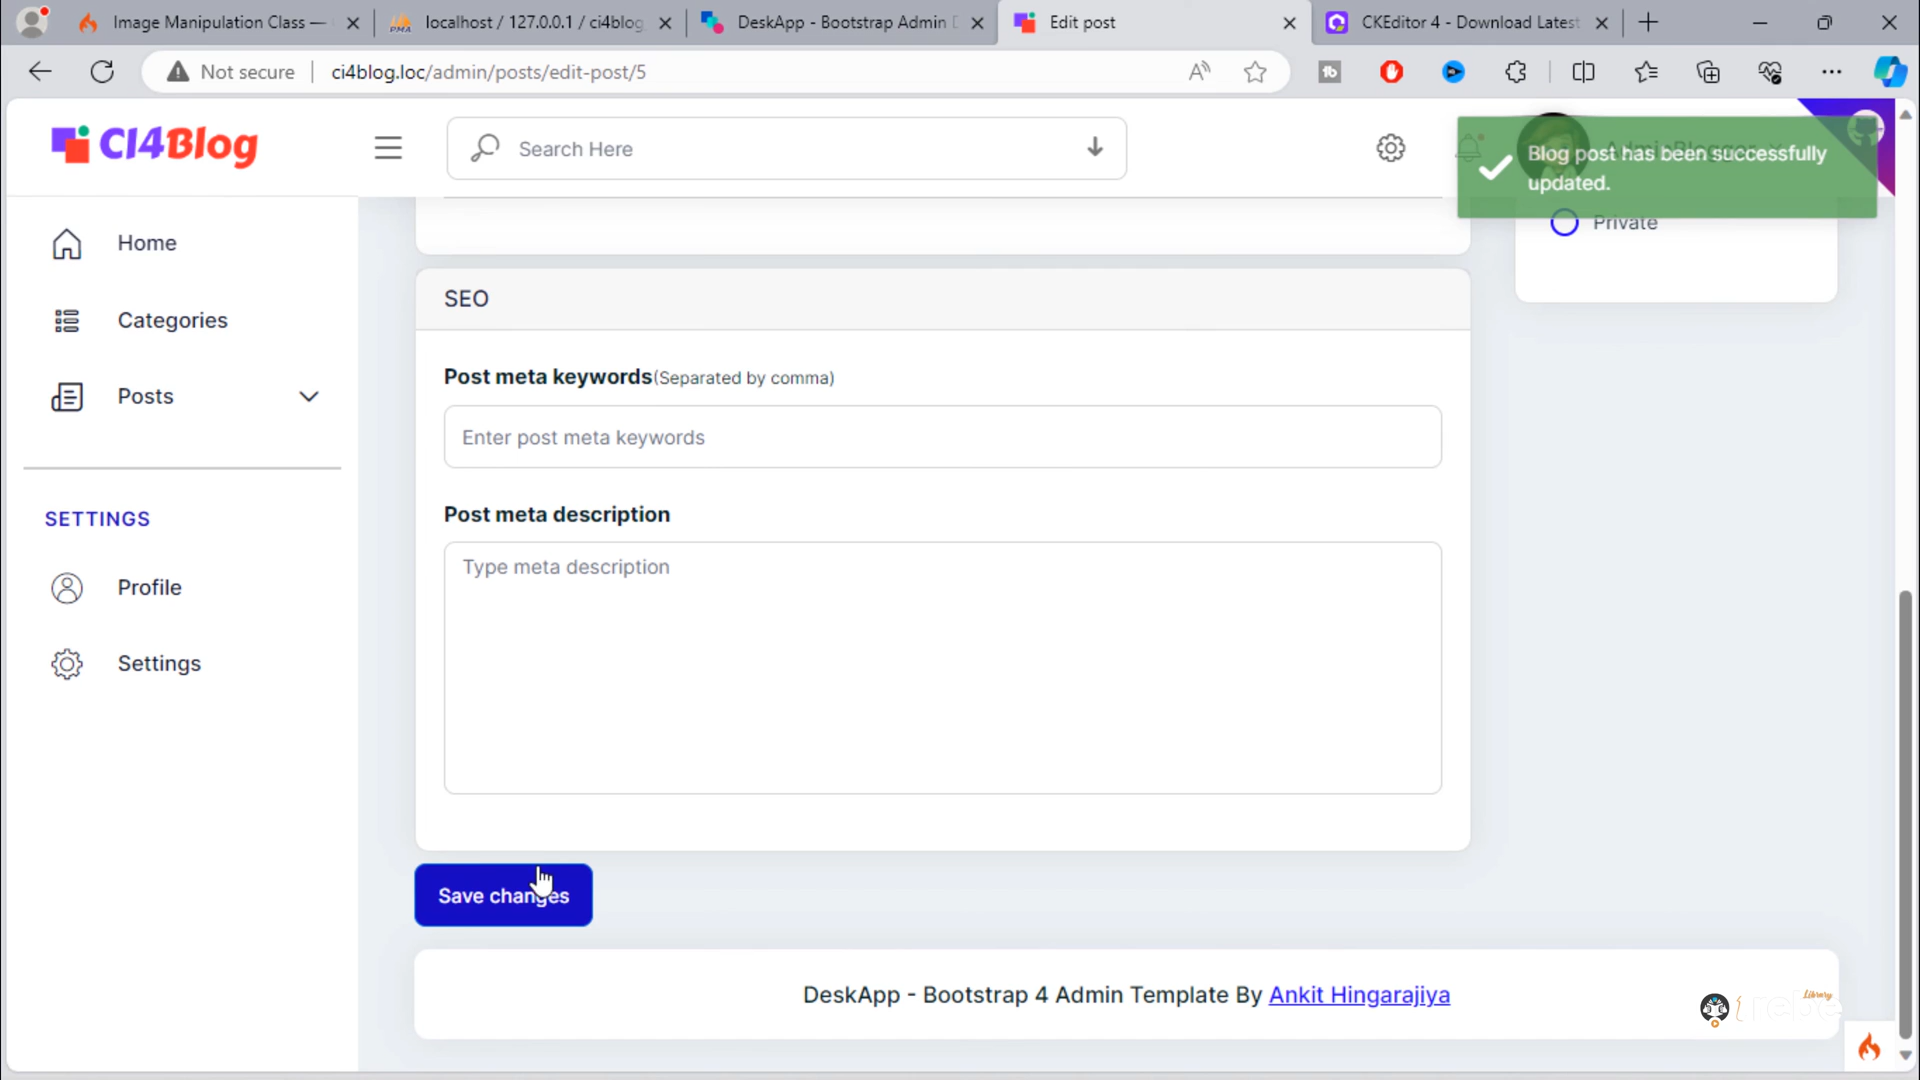 Image Manipulation Class —
localhost / 127.0.0.1 / ci4blog
DeskApp - Bootstrap Admin D
Edit post
CKEditor 4 - Download Latest
Not secure
ci4blog.loc/admin/posts/edit-post/5
CI4Blog
Search Here
Blog post has been successfully
updated.
Private
Home
Categories
Posts
SETTINGS
Profile
Settings
SEO
Post meta keywords(Separated by comma)
Enter post meta keywords
Post meta description
Type meta description
Save changes
DeskApp - Bootstrap 4 Admin Template By Ankit Hingarajiya
Library